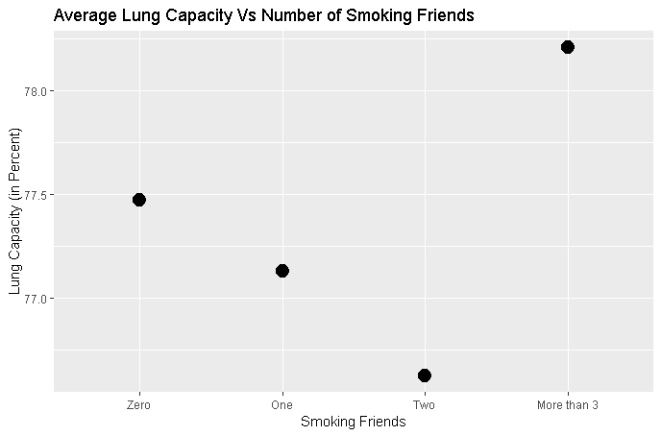 Average Lung Capacity Vs Number of Smoking Friends
Lung Capacity (in Percent)
78.0
77.5
77.0
Zero One Two More than 3
Smoking Friends